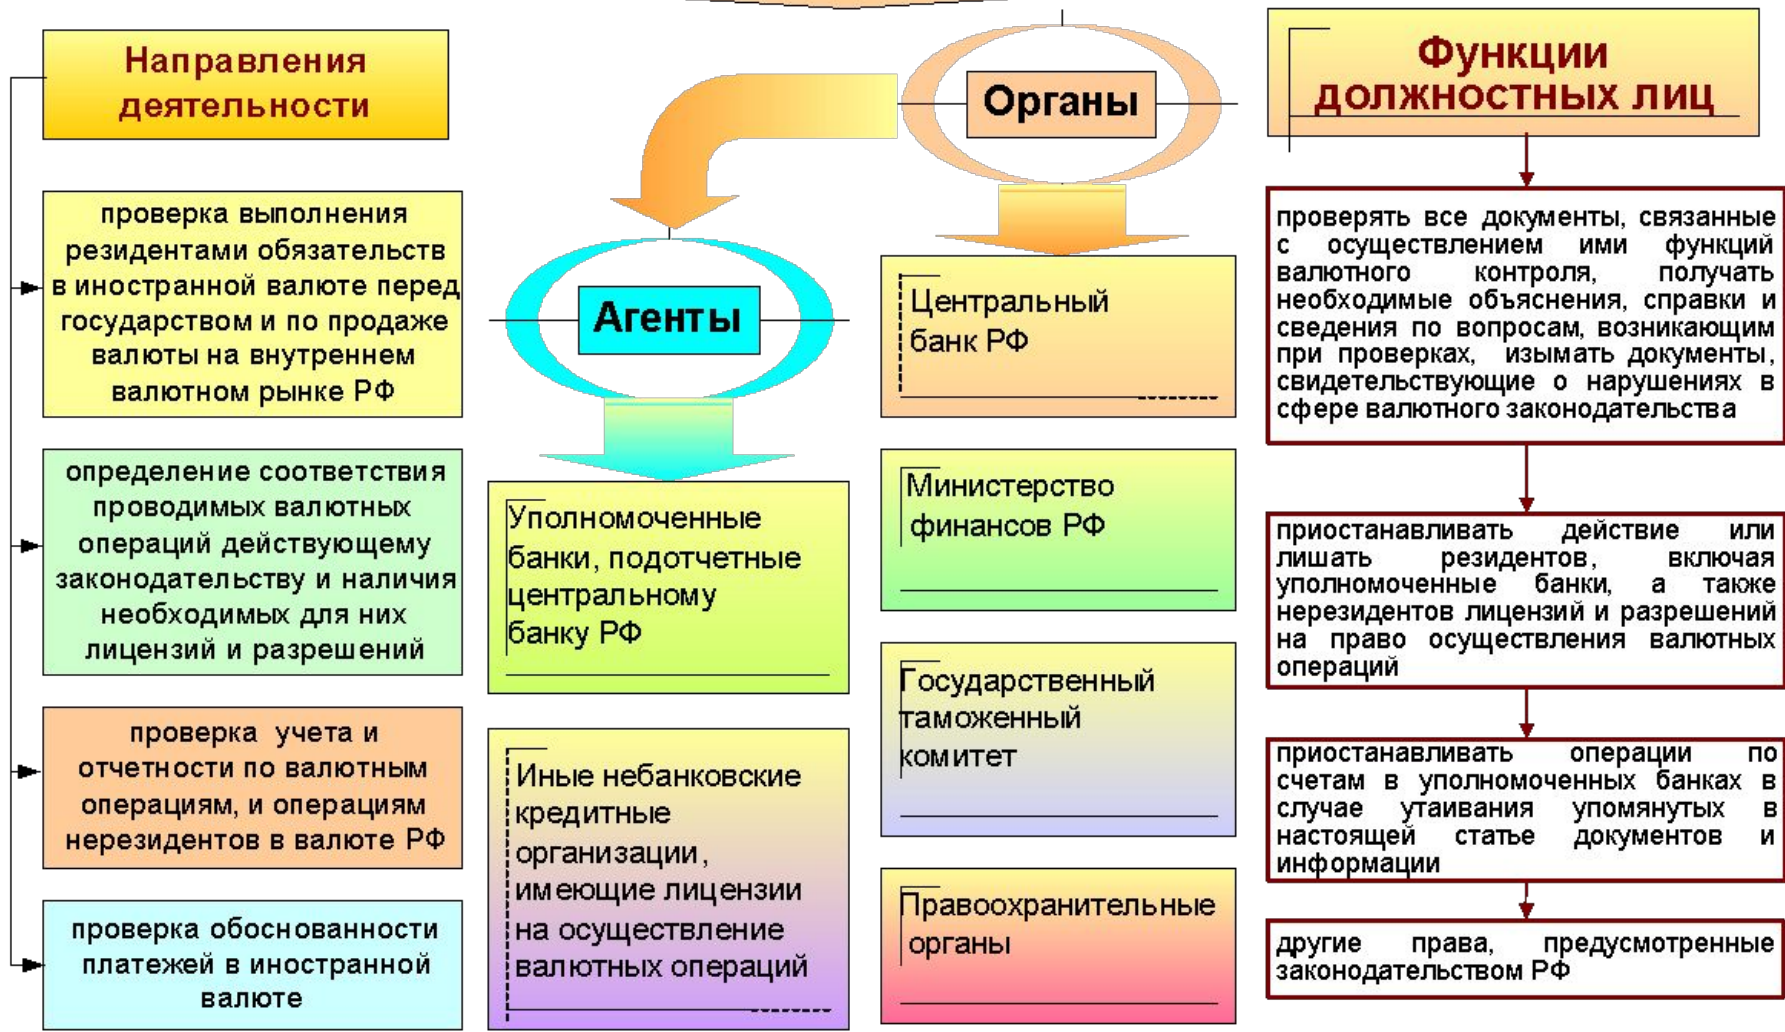 Направления
деятельности
проверка выполнения
резидентами обязательств
в иностранной валюте перед
государством и по продаже
валюты на внутреннем
валютном рынке РФ
определение соответствия
проводимых валютных
операций действующему
законодательству и наличия
необходимых для них
лицензий и разрешений
проверка учета и
отчетности по валютным
операциям, и операциям
нерезидентов в валюте РФ
проверка обоснованности
платежей в иностранной
валюте
Органы
Агенты
Уполномоченные
банки, подотчетные
центральному
банку РФ
Иные небанковские
кредитные
организации,
имеющие лицензии
на осуществление
валютных операций
Центральный
банк РФ
Министерство
финансов РФ
Государственный
таможенный
комитет
Правоохранительные
органы
Функции
должностных лиц
проверять все документы, связанные
с осуществлением ими функций
валютного контроля, получать
необходимые объяснения, справки и
сведения по вопросам, возникающим
при проверках, изымать документы,
свидетельствующие о нарушениях в
сфере валютного законодательства
приостанавливать действие или
лишать резидентов, включая
уполномоченные банки, а также
нерезидентов лицензий и разрешений
на право осуществления валютных
операций
приостанавливать операции по
счетам в уполномоченных банках в
случае утаивания упомянутых в
настоящей статье документов и
информации
другие права, предусмотренные
законодательством РФ